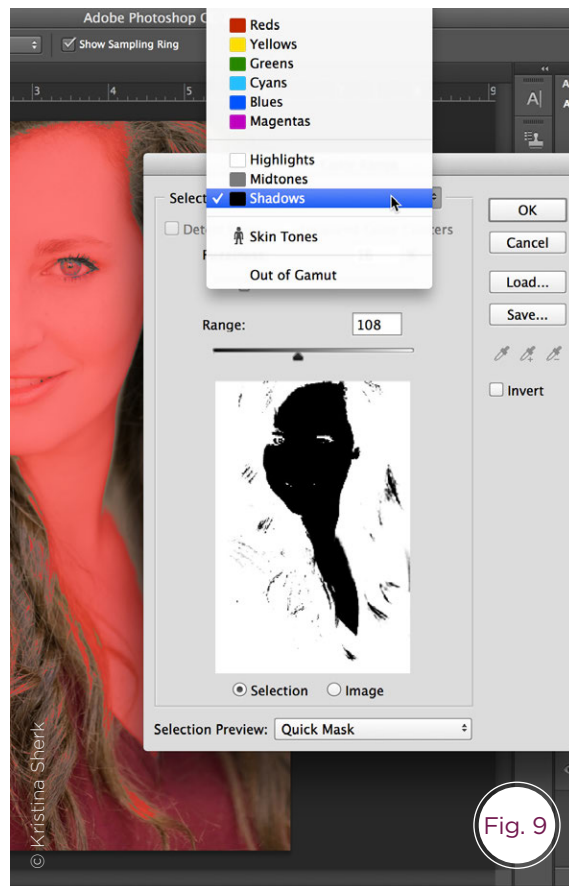 Adobe Photoshop C
Show Sampling Ring
3 4 5 9
A|
Reds
Yellows
Greens
Cyans
Blues
Magentas
Highlights
Midtones
Select ✓ Shadows
Skin Tones
Out of Gamut
OK
Cancel
Load...
Save...
Invert
Range: 108
Selection Image
Selection Preview: Quick Mask
© Kristina Sherk
Fig. 9